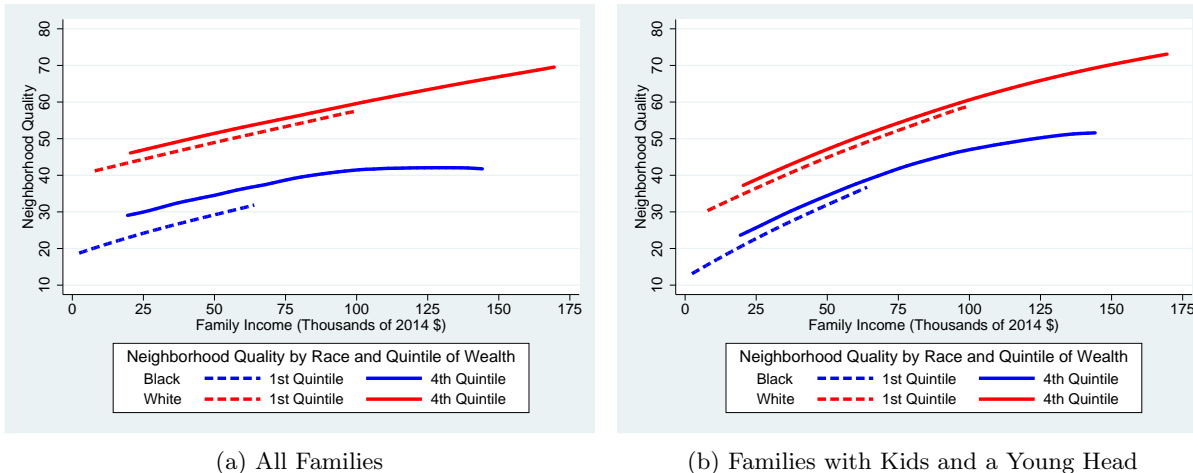 Neighborhood Quality
80
70
60
50
40
30
20
10
0 25 50 75 100 125 150 175
Family Income (Thousands of 2014 $)
Neighborhood Quality by Race and Quintile of Wealth
Black 1st Quintile 4th Quintile
White 1st Quintile 4th Quintile
(a) All Families
Neighborhood Quality
80
70
60
50
40
30
20
10
0 25 50 75 100 125 150 175
Family Income (Thousands of 2014 $)
Neighborhood Quality by Race and Quintile of Wealth
Black 1st Quintile 4th Quintile
White 1st Quintile 4th Quintile
(b) Families with Kids and a Young Head